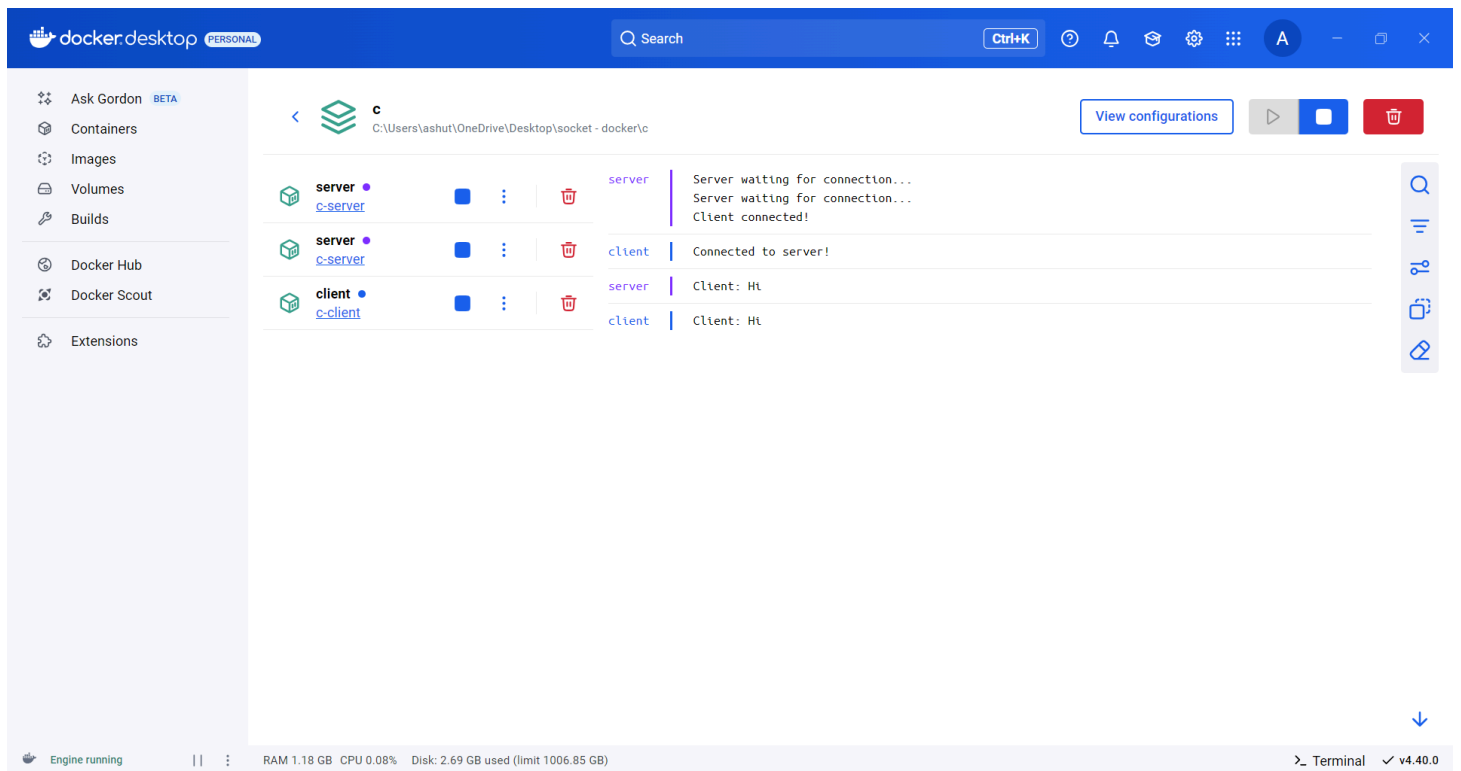 docker.desktop PERSONAL
Search
Ctrl+K
A
Ask Gordon BETA
Containers
Images
Volumes
Builds
Docker Hub
Docker Scout
Extensions
c
C:\Users\ashut\OneDrive\Desktop\socket - docker\c
View configurations
server
c-server
server
c-server
client
c-client
server Server waiting for connection...
Server waiting for connection...
Client connected!
client Connected to server!
server Client: Hi
client Client: Hi
Engine running
RAM 1.18 GB CPU 0.08% Disk: 2.69 GB used (limit 1006.85 GB)
Terminal
v4.40.0